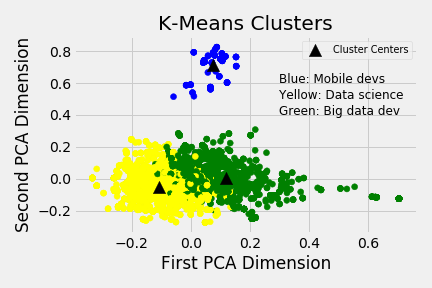 K-Means Clusters
Cluster Centers
Blue: Mobile devs
Yellow: Data science
Green: Big data dev
Second PCA Dimension
0.8
0.6
0.4
0.2
0.0
−0.2
−0.2 0.0 0.2 0.4 0.6
First PCA Dimension